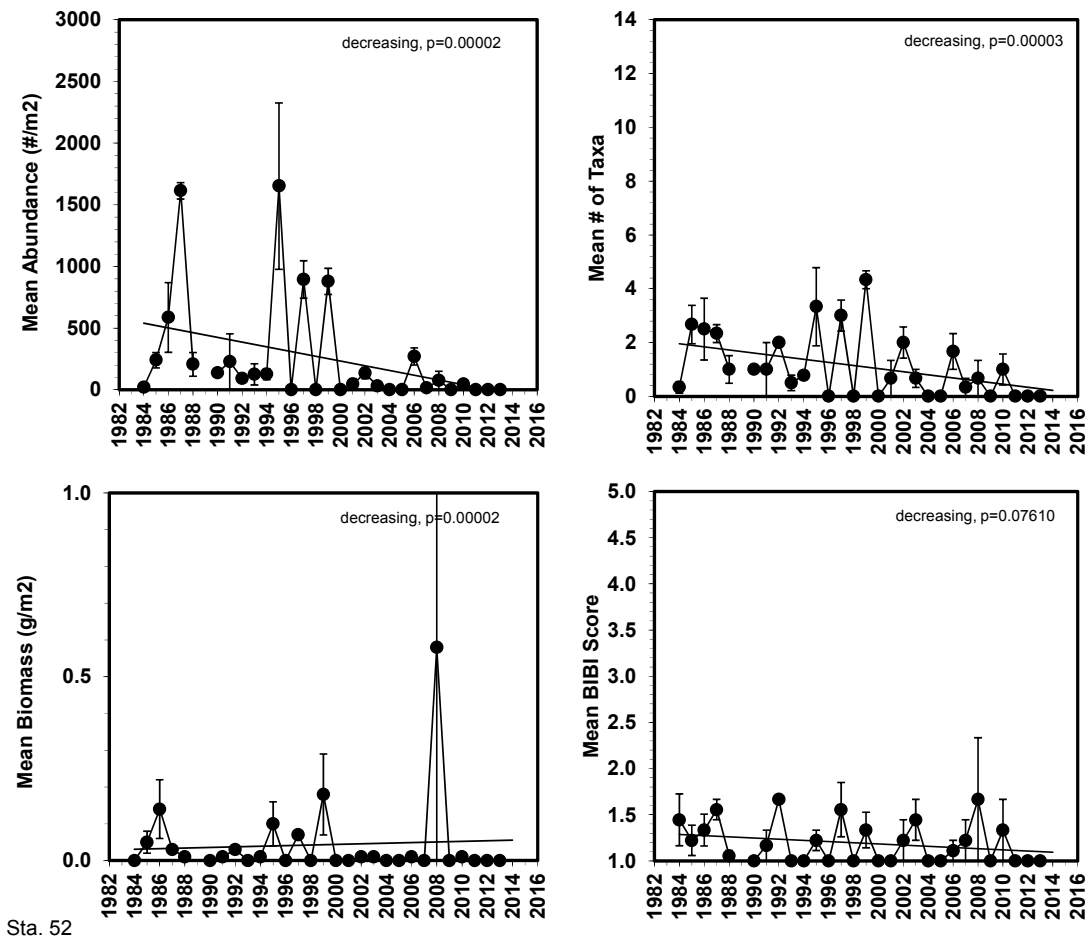 3000
2500
2000
1500
1000
500
0
Mean Abundance (#/m2)
decreasing, p=0.00002
1982 1984 1986 1988 1990 1992 1994 1996 1998 2000 2002 2004 2006 2008 2010 2012 2014 2016
14
12
10
8
6
4
2
0
Mean # of Taxa
decreasing, p=0.00003
1982 1984 1986 1988 1990 1992 1994 1996 1998 2000 2002 2004 2006 2008 2010 2012 2014 2016
1.0
0.5
0.0
Mean Biomass (g/m2)
decreasing, p=0.00002
1982 1984 1986 1988 1990 1992 1994 1996 1998 2000 2002 2004 2006 2008 2010 2012 2014 2016
5.0
4.5
4.0
3.5
3.0
2.5
2.0
1.5
1.0
Mean BIBI Score
decreasing, p=0.07610
1982 1984 1986 1988 1990 1992 1994 1996 1998 2000 2002 2004 2006 2008 2010 2012 2014 2016
Sta. 52